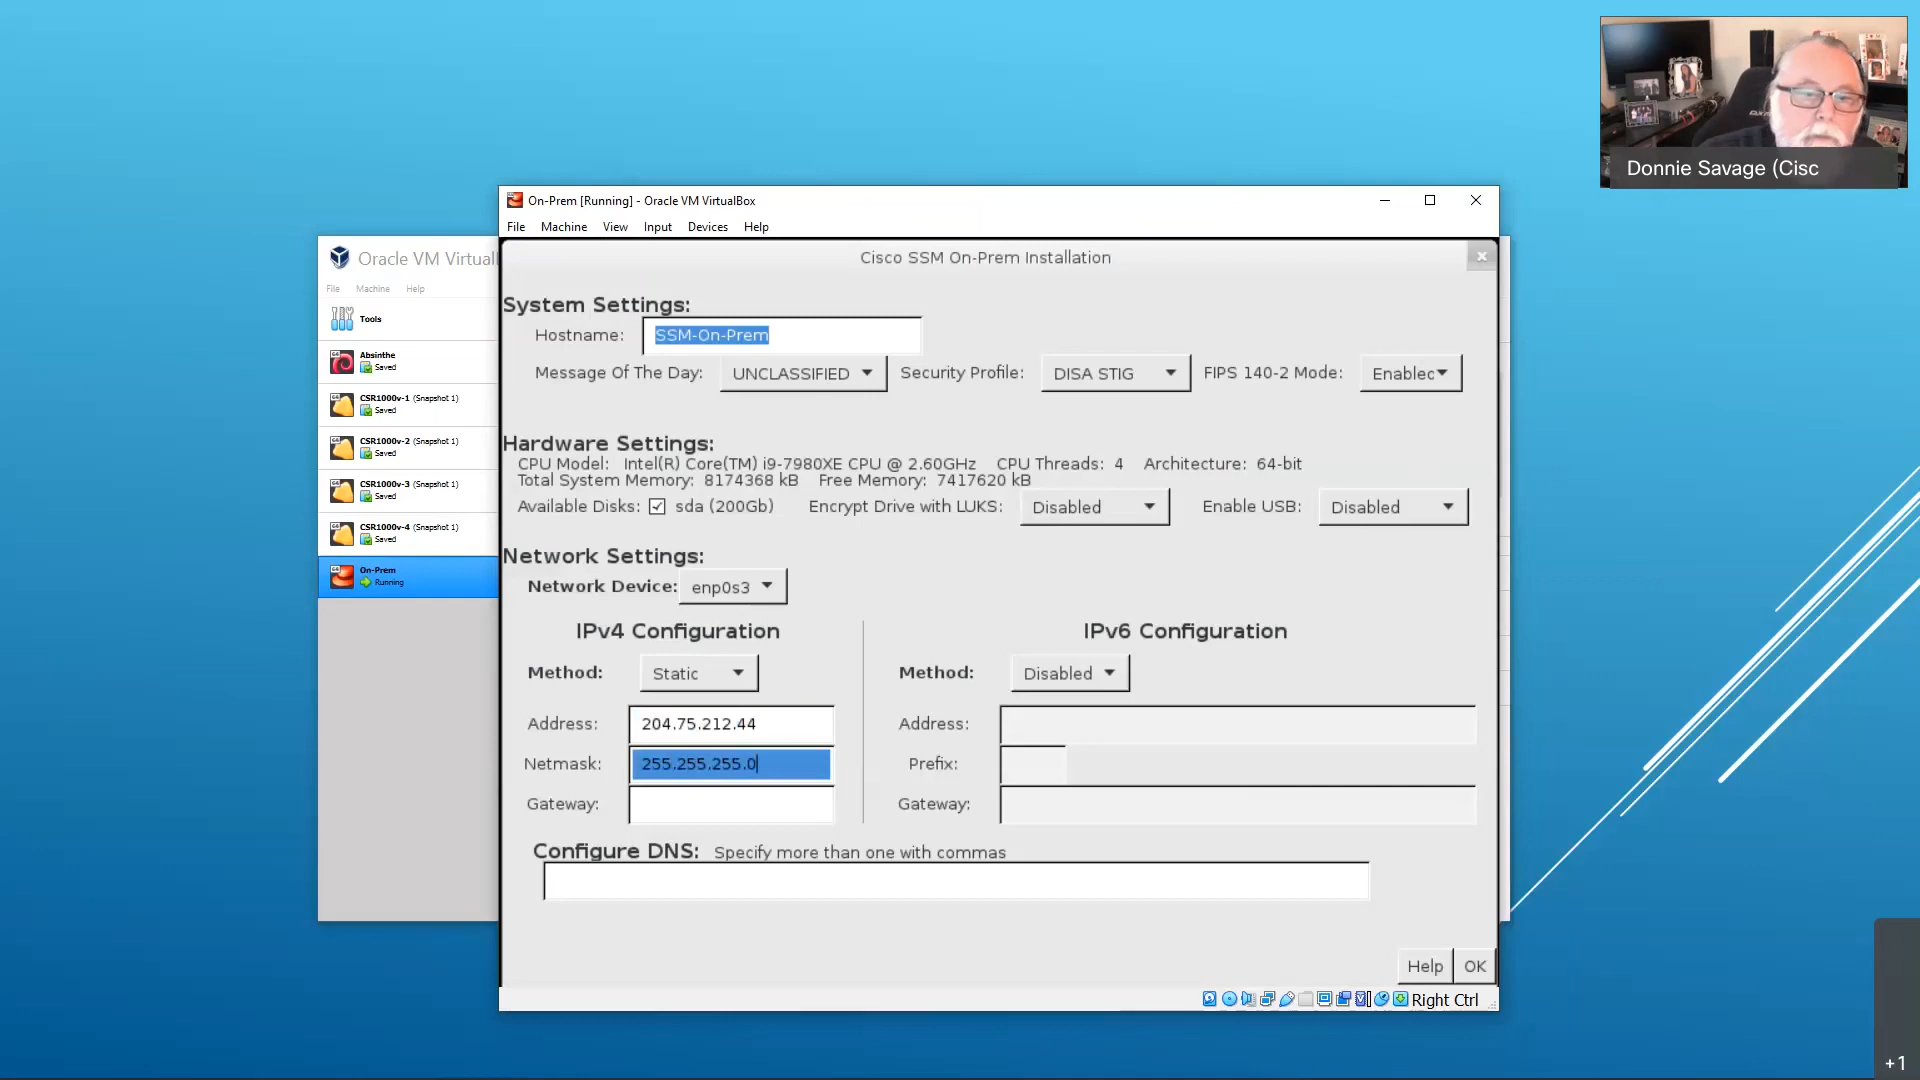 Donnie Savage (Cisc
On-Prem [Running] - Oracle VM VirtualBox
File Machine View Input Devices Help
Oracle VM Virtuall
File Machine Help
Tools
Absinthe
Saved
CSR1000v-1 (Snapshot 1)
Saved
CSR1000v-2 (Snapshot 1)
Saved
CSR1000v-3 (Snapshot 1)
Saved
CSR1000v-4 (Snapshot 1)
Saved
On-Prem
Running
Cisco SSM On-Prem Installation
System Settings:
Hostname: SSM-On-Prem
Message Of The Day: UNCLASSIFIED Security Profile: DISA STIG FIPS 140-2 Mode: Enablec
Hardware Settings:
CPU Model: Intel(R) Core(TM) i9-7980XE CPU @ 2.60GHz CPU Threads: 4 Architecture: 64-bit
Total System Memory: 8174368 kB Free Memory: 7417620 kB
Available Disks: sda (200Gb) Encrypt Drive with LUKS: Disabled Enable USB: Disabled
Network Settings:
Network Device: enp0s3
IPv4 Configuration
Method: Static
Address: 204.75.212.44
Netmask: 255.255.255.0
Gateway:
IPv6 Configuration
Method: Disabled
Address:
Prefix:
Gateway:
Configure DNS: Specify more than one with commas
Help OK
Right Ctrl
+1